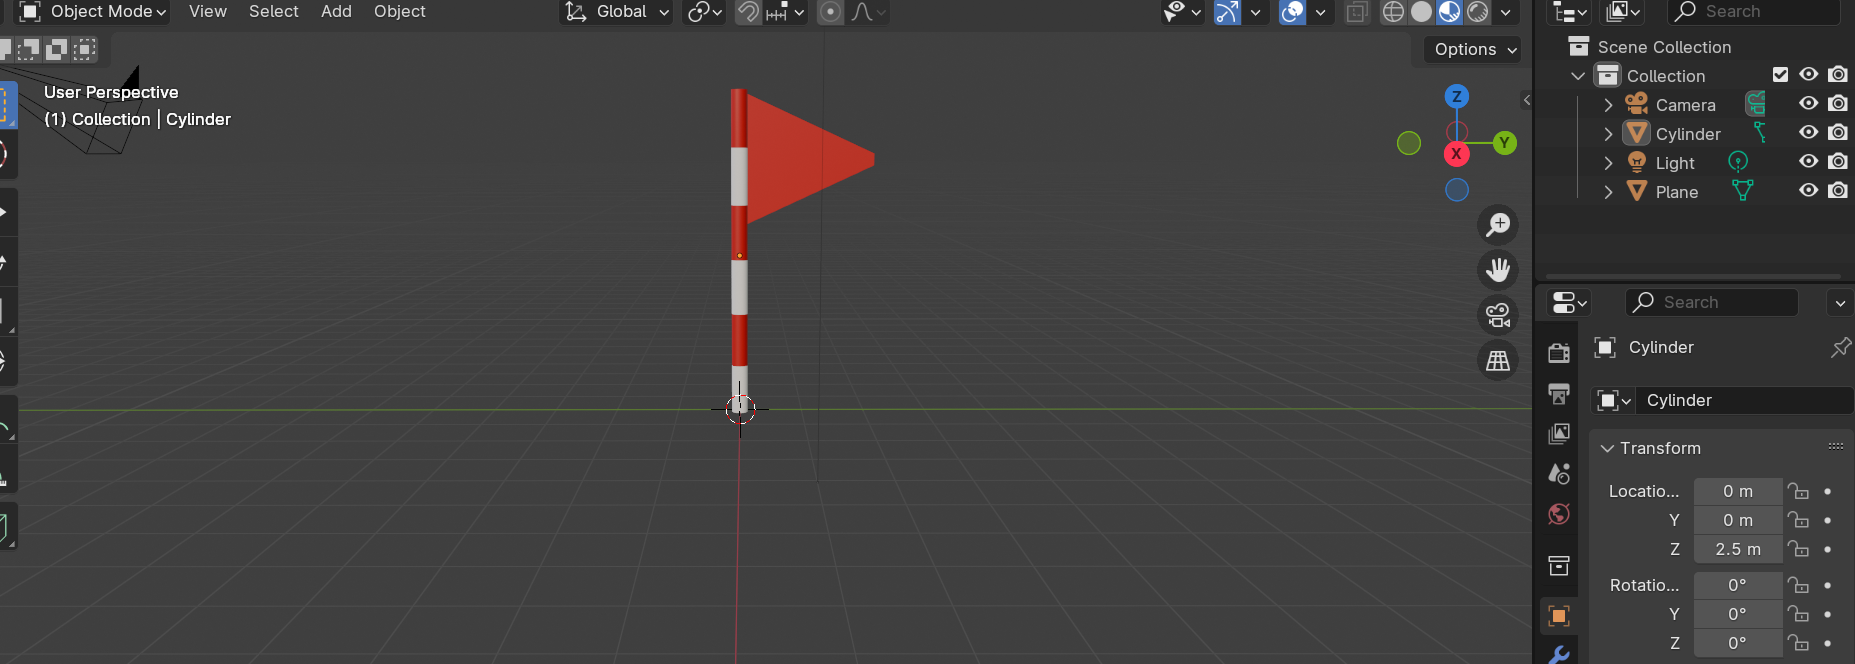 Object Mode View Select Add Object Global
Search
Options
User Perspective
(1) Collection | Cylinder
Z
Y
X
Scene Collection
Collection
Camera
Cylinder
Light
Plane
Search
Cylinder
Cylinder
Transform
Locatio... 0 m
Y 0 m
Z 2.5 m
Rotatio... 0°
Y 0°
Z 0°